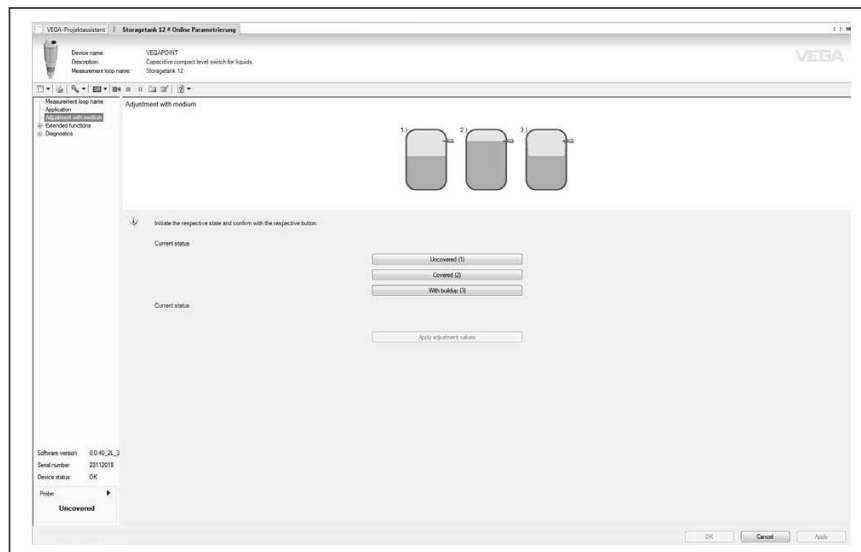 VEGA-Projektassistent Storagetank 12 # Online Parametrierung
Device name: VEGAPOINT
Description: Capacitive compact level switch for liquids
Measurement loop name: Storagetank 12
VEGA
Measurement loop name
Application
Adjustment with medium
Extended functions
Diagnostics
Adjustment with medium
1.) 2.) 3.)
Initiate the respective state and confirm with the respective button.
Current status
Uncovered (1)
Covered (2)
With buildup (3)
Current status
Apply adjustment values
Software version 0.0.40_2L_3
Serial number 23112018
Device status OK
Probe
Uncovered
OK Cancel Apply